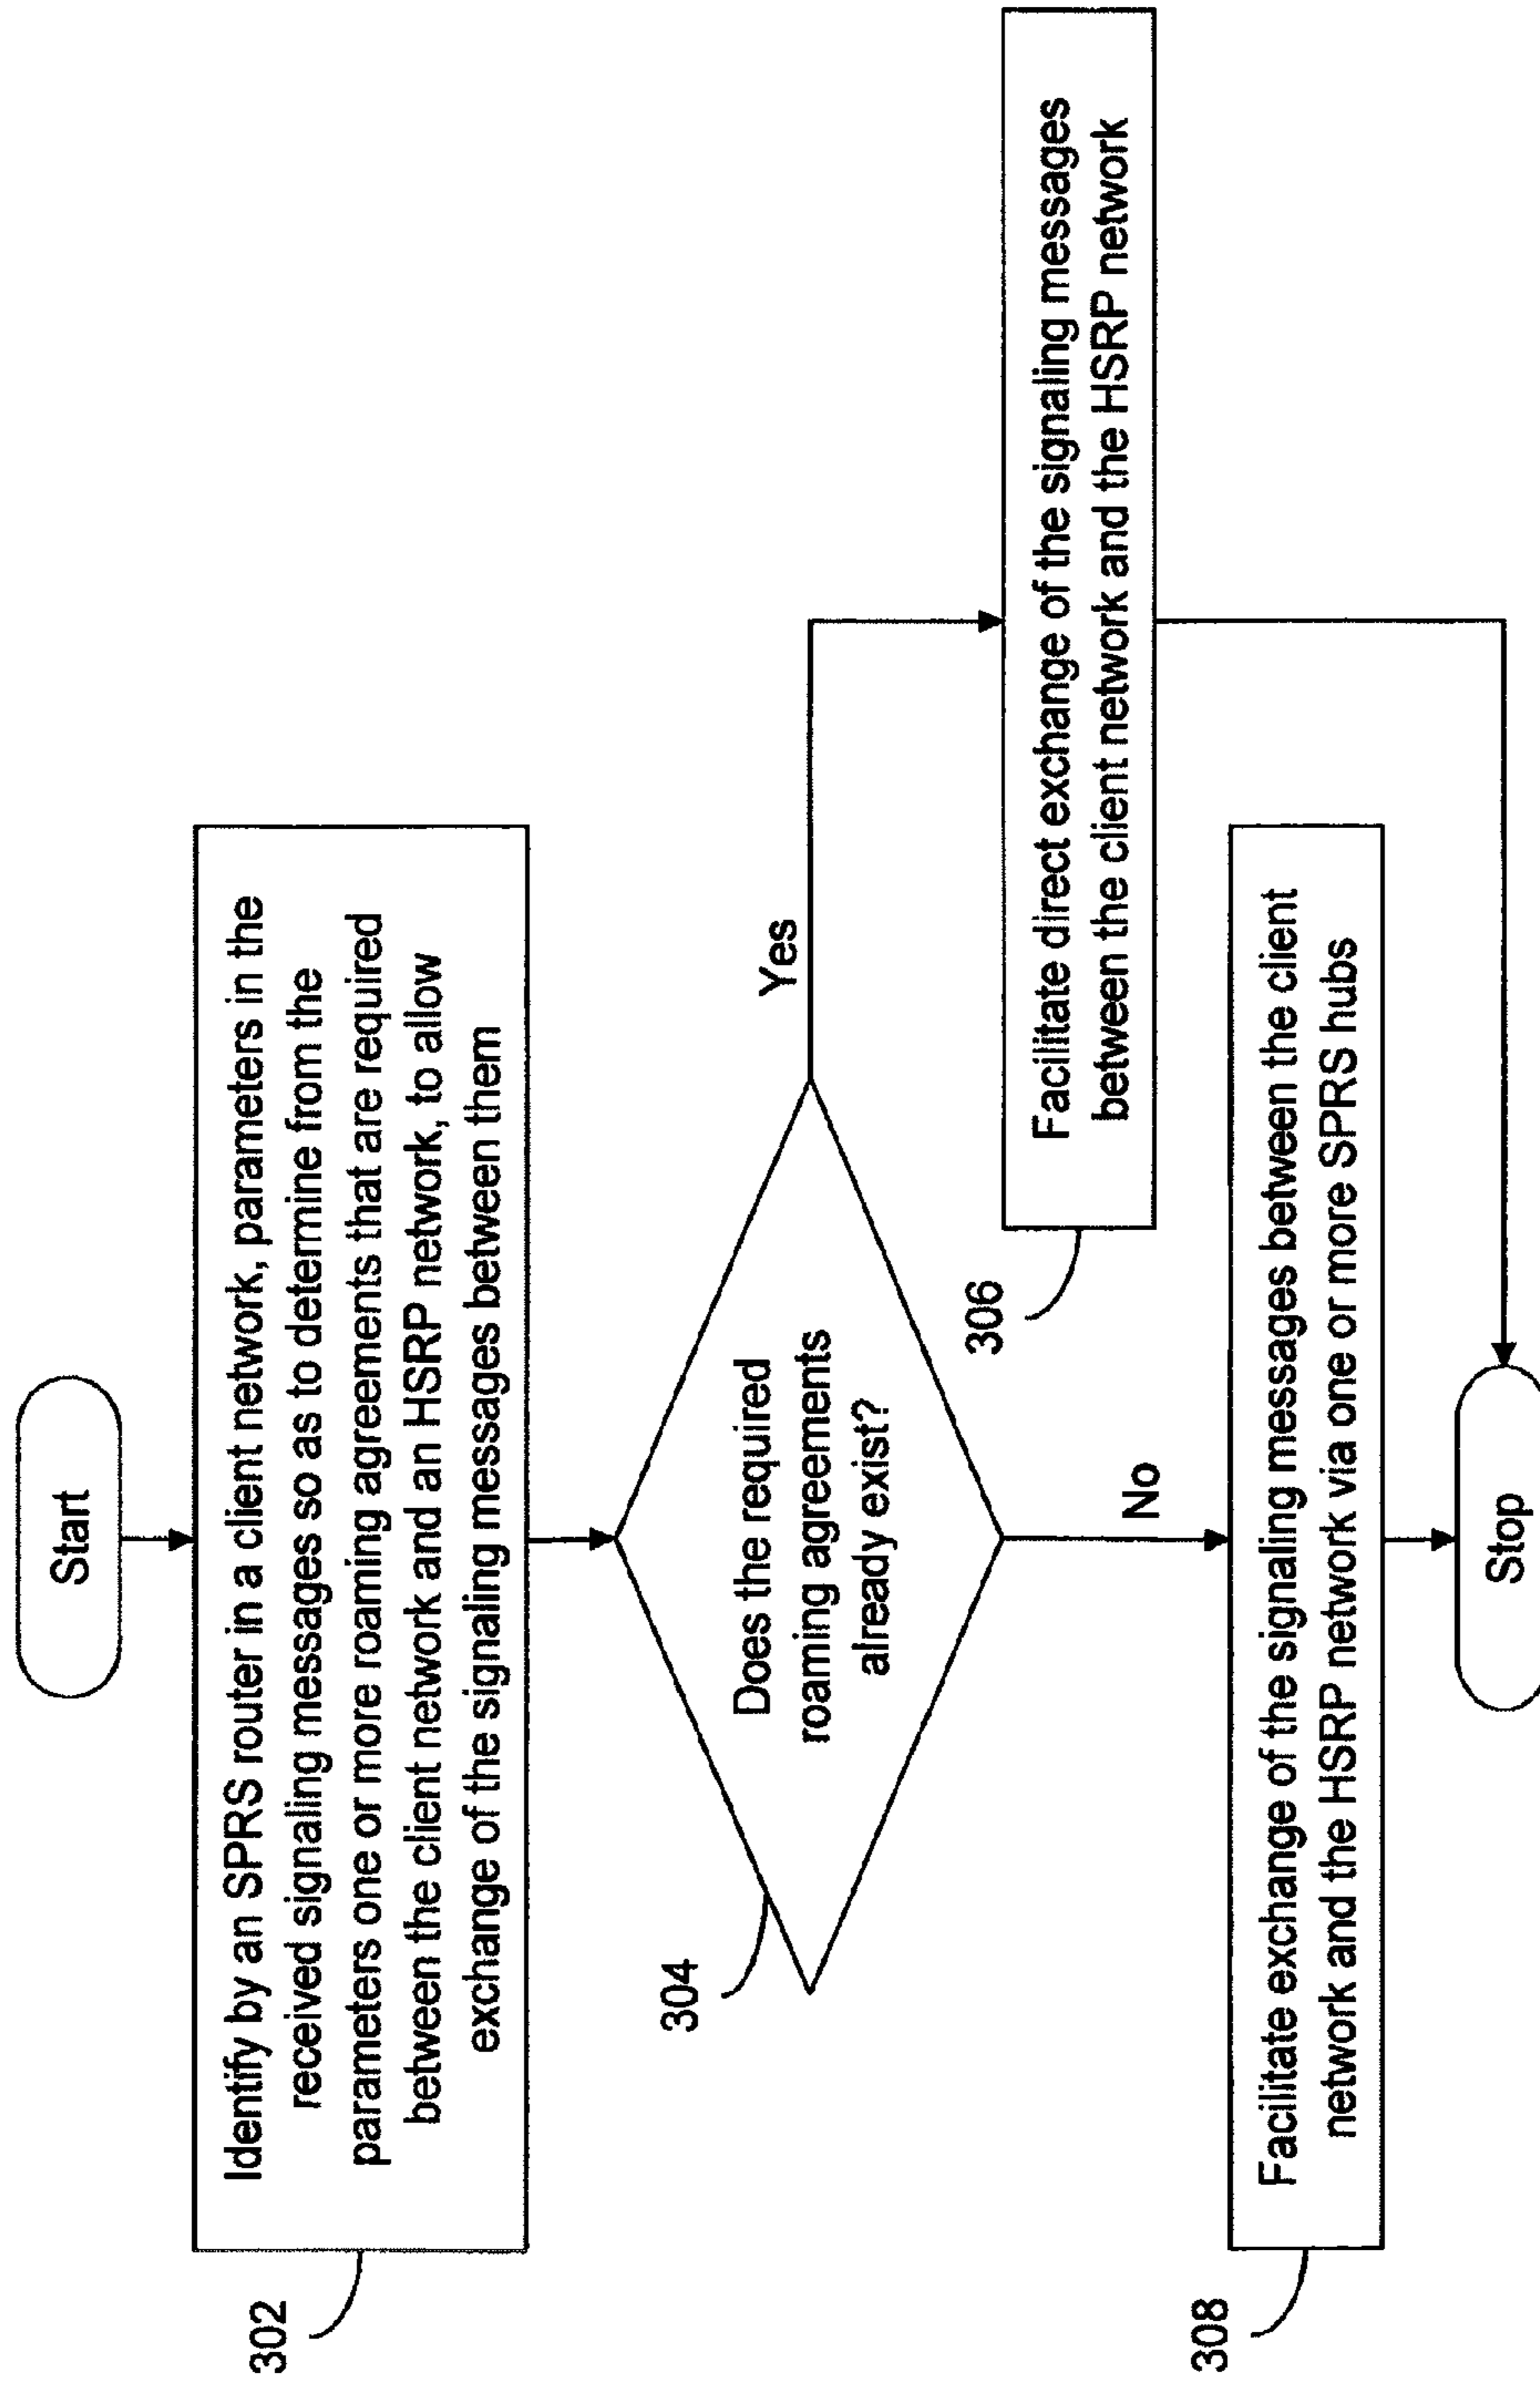 Start
302
Identify by an SPRS router in a client network, parameters in the
received signaling messages so as to determine from the
parameters one or more roaming agreements that are required
between the client network and an HSRP network, to allow
exchange of the signaling messages between them
304
Does the required
roaming agreements
already exist?
Yes
306
Facilitate direct exchange of the signaling messages
between the client network and the HSRP network
No
308
Facilitate exchange of the signaling messages between the client
network and the HSRP network via one or more SPRS hubs
Stop